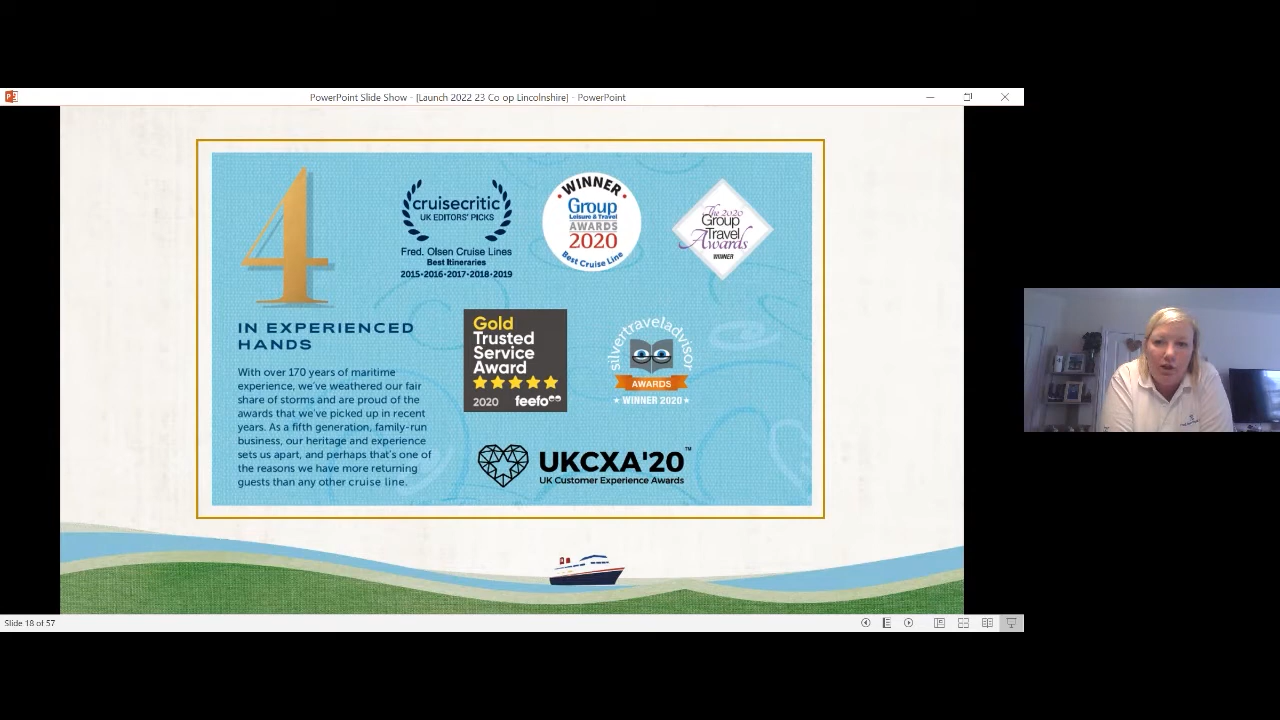 PowerPoint Slide Show - [Launch 2022 23 Co op Lincolnshire] - PowerPoint
4
IN EXPERIENCED
HANDS
With over 170 years of maritime
experience, we've weathered our fair
share of storms and are proud of the
awards that we've picked up in recent
years. As a fifth generation, family-run
business, our heritage and experience
sets us apart, and perhaps that's one of
the reasons we have more returning
guests than any other cruise line.
cruisecritic
UK EDITORS' PICKS
Fred. Olsen Cruise Lines
Best Itineraries
2015•2016•2017•2018•2019
WINNER
Group
Leisure & Travel
AWARDS
2020
Best Cruise Line
The 2020
Group
Travel
Awards
WINNER
Gold
Trusted
Service
Award
2020 feefo
silvertraveladvisor
AWARDS
WINNER 2020
UKCXA'20™
UK Customer Experience Awards
Slide 18 of 57